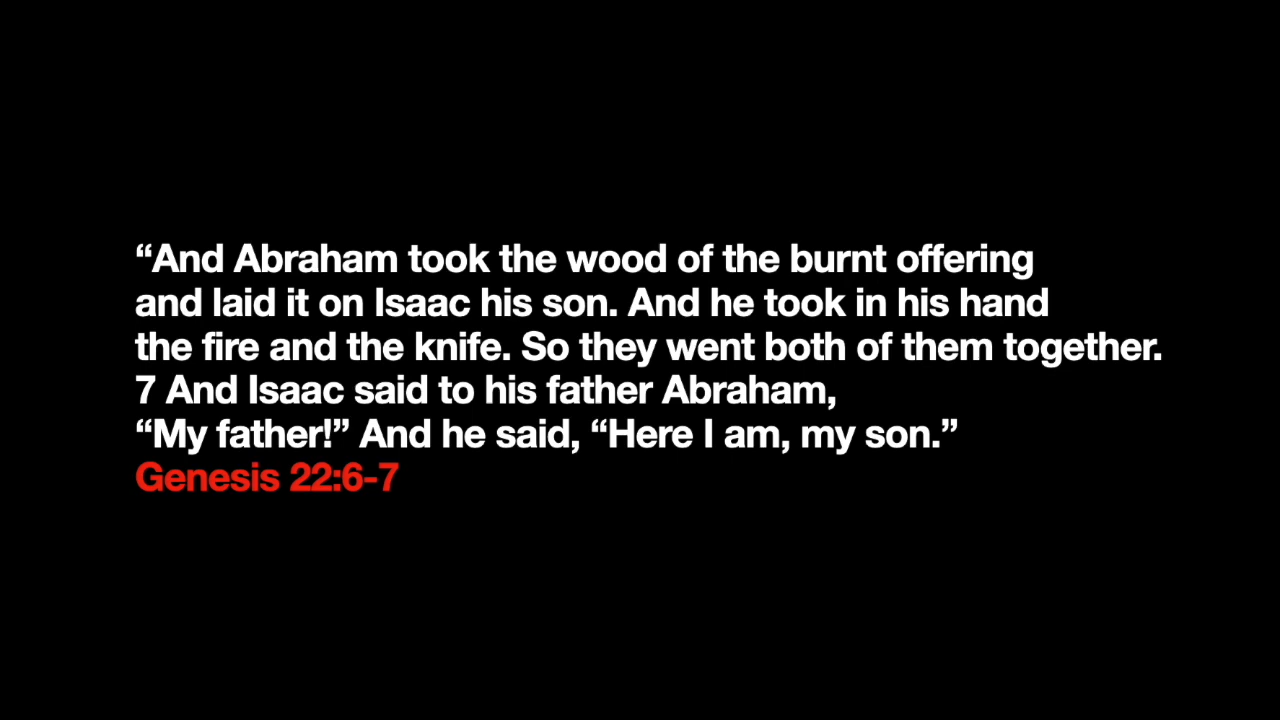 “And Abraham took the wood of the burnt offering
and laid it on Isaac his son. And he took in his hand
the fire and the knife. So they went both of them together.
7 And Isaac said to his father Abraham,
“My father!” And he said, “Here I am, my son.”
Genesis 22:6-7